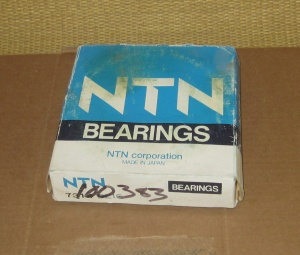 NTN
BEARINGS
NTN corporation
MADE IN JAPAN
NTN BEARINGS
100353